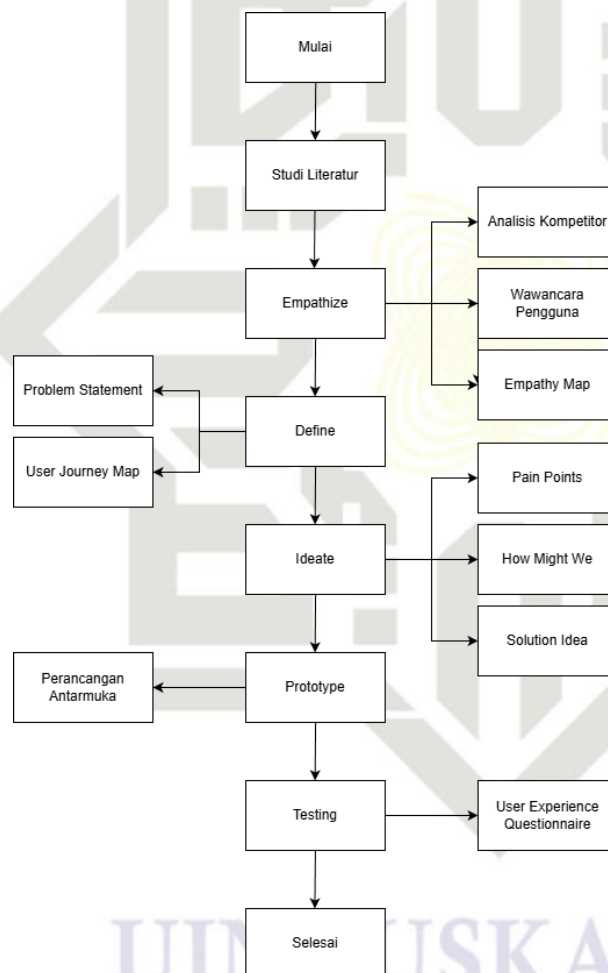 Mulai
Studi Literatur
Analisis Kompetitor
Empathize
Wawancara
Pengguna
Problem Statement
Empathy Map
Define
User Journey Map
Pain Points
Ideate
How Might We
Solution Idea
Perancangan
Antarmuka
Prototype
Testing
User Experience
Questionnaire
Selesai